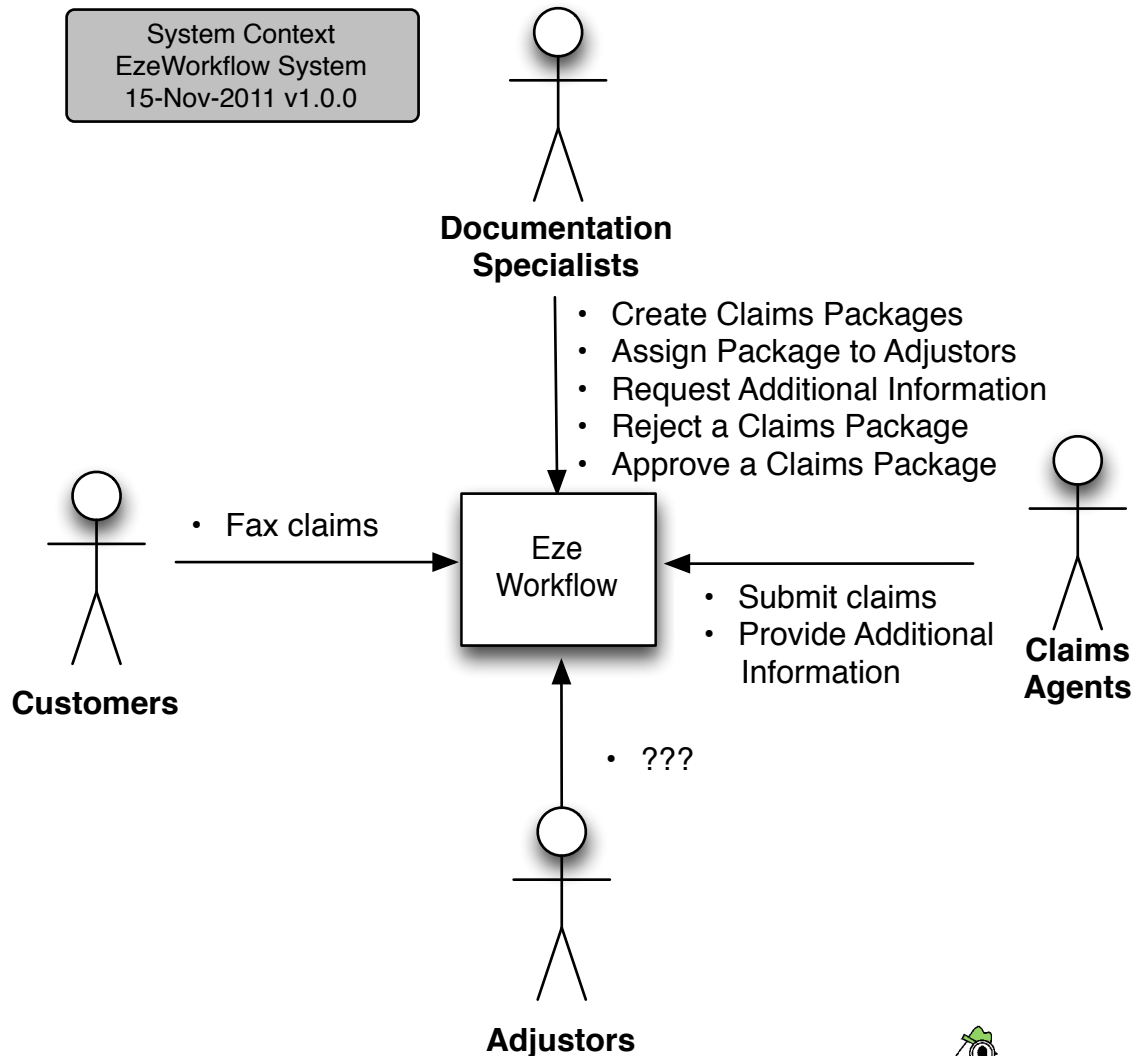 System Context
EzeWorkflow System
15-Nov-2011 v1.0.0
Documentation
Specialists
• Create Claims Packages
• Assign Package to Adjustors
• Request Additional Information
• Reject a Claims Package
• Approve a Claims Package
• Fax claims
Eze
Workflow
• Submit claims
• Provide Additional
Information
Claims
Agents
Customers
• ???
Adjustors